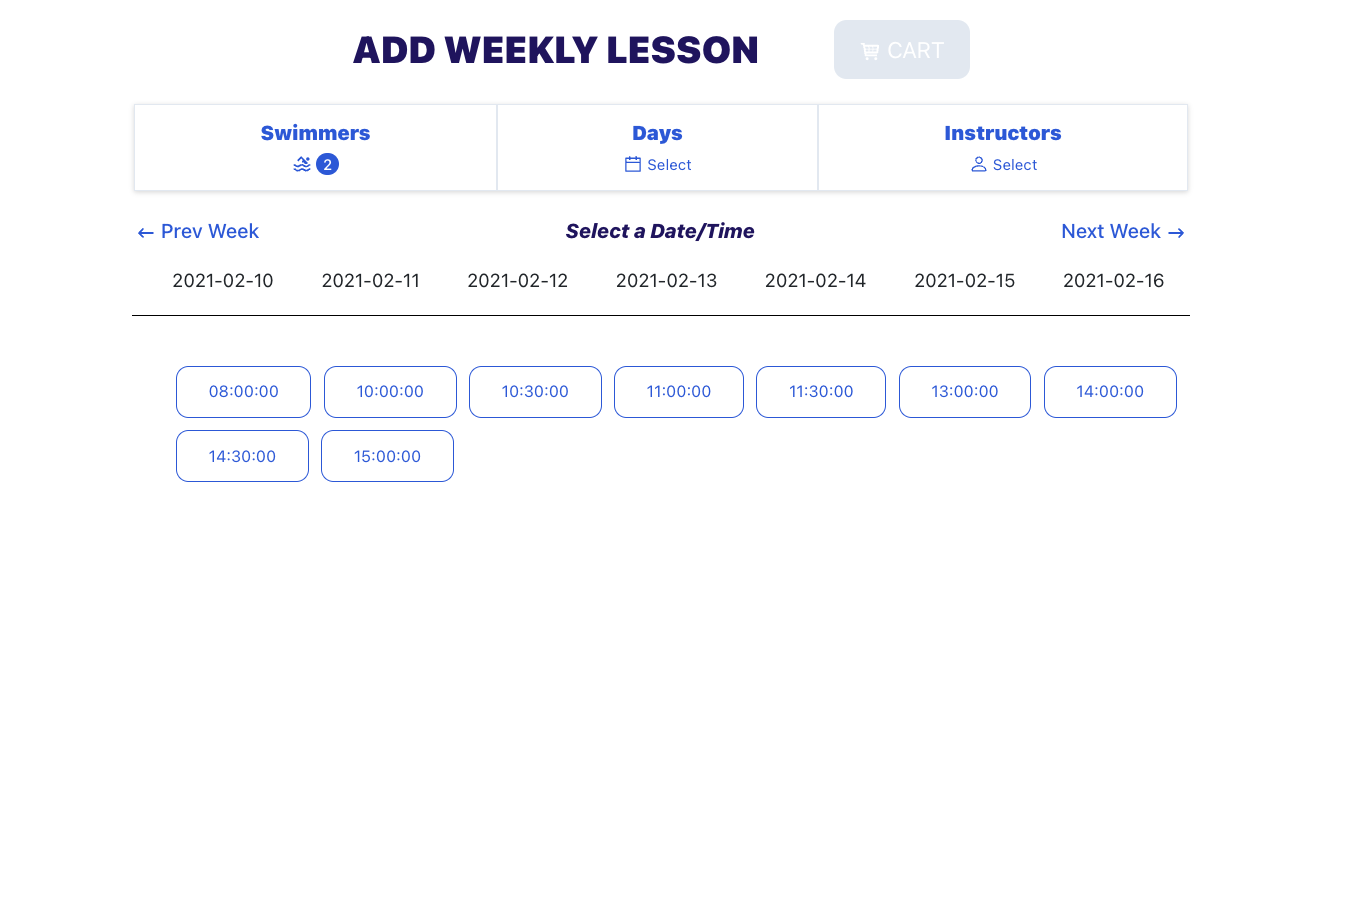 ADD WEEKLY LESSON
CART
Swimmers
2
Days
Select
Instructors
Select
← Prev Week
Select a Date/Time
Next Week →
2021-02-10 2021-02-11 2021-02-12 2021-02-13 2021-02-14 2021-02-15 2021-02-16
08:00:00 10:00:00 10:30:00 11:00:00 11:30:00 13:00:00 14:00:00
14:30:00 15:00:00